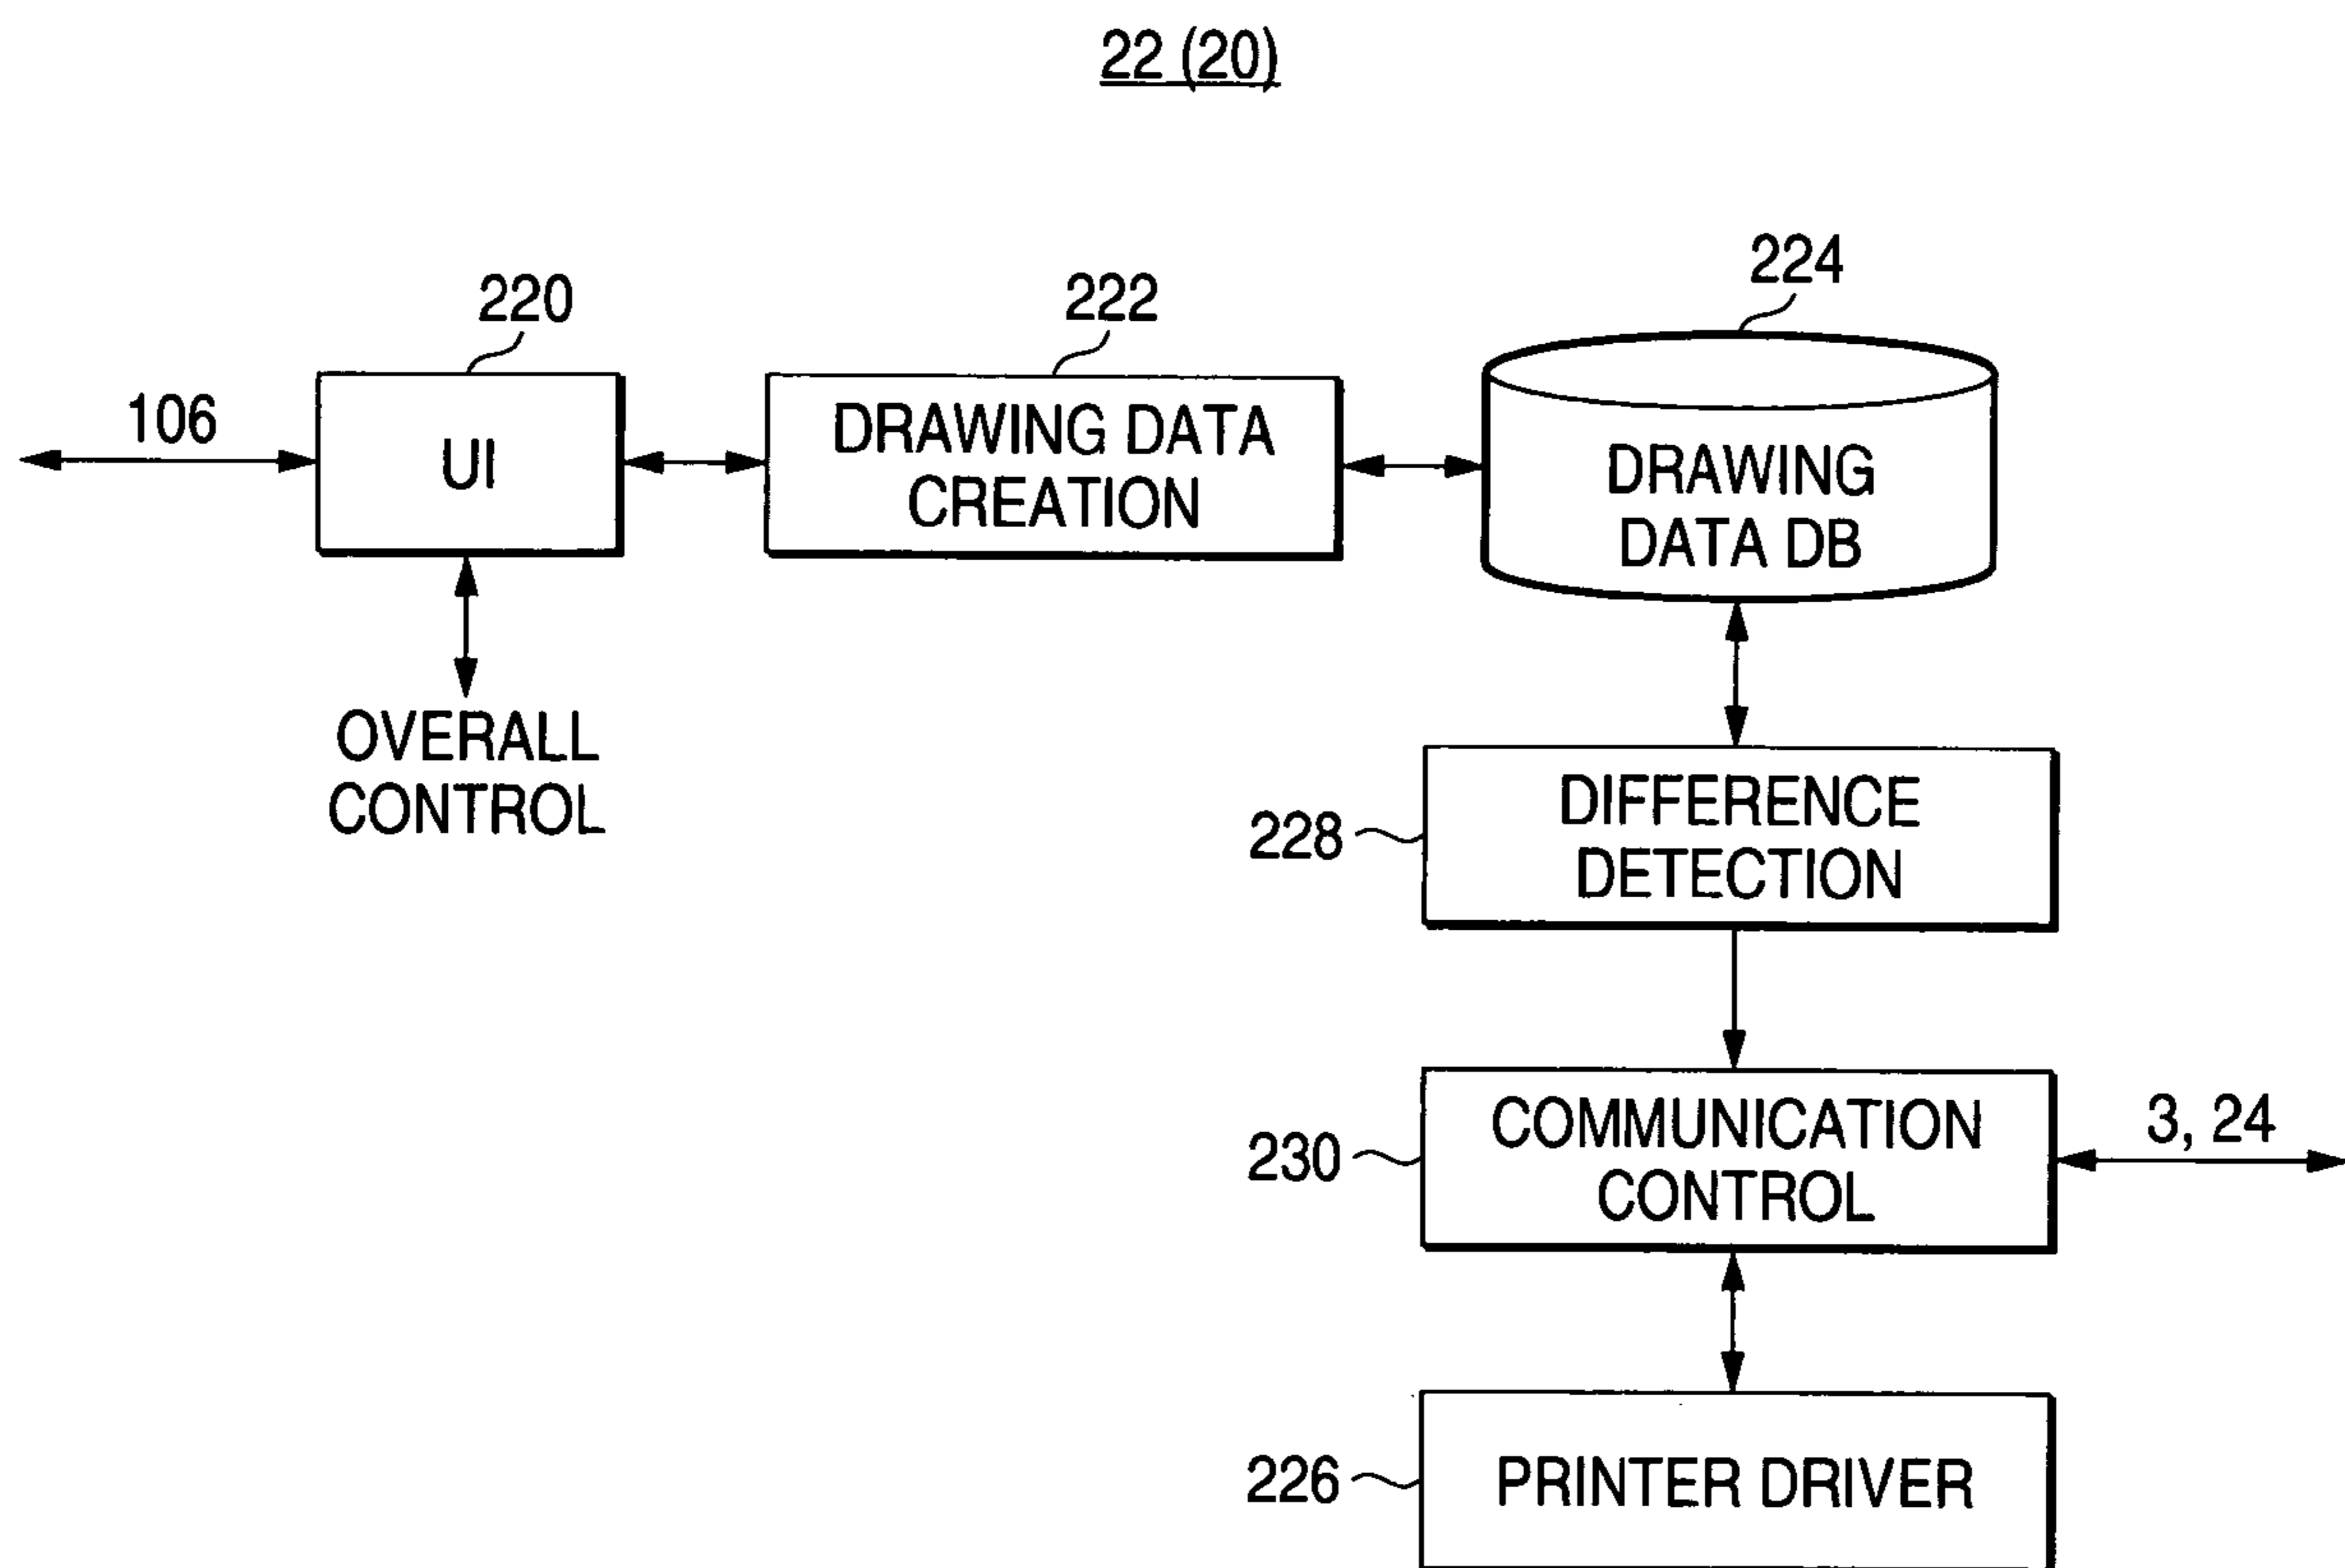 22 (20)
220
222
224
106
UI
DRAWING DATA
CREATION
DRAWING
DATA DB
OVERALL
CONTROL
228
DIFFERENCE
DETECTION
230
COMMUNICATION
CONTROL
3, 24
226
PRINTER DRIVER